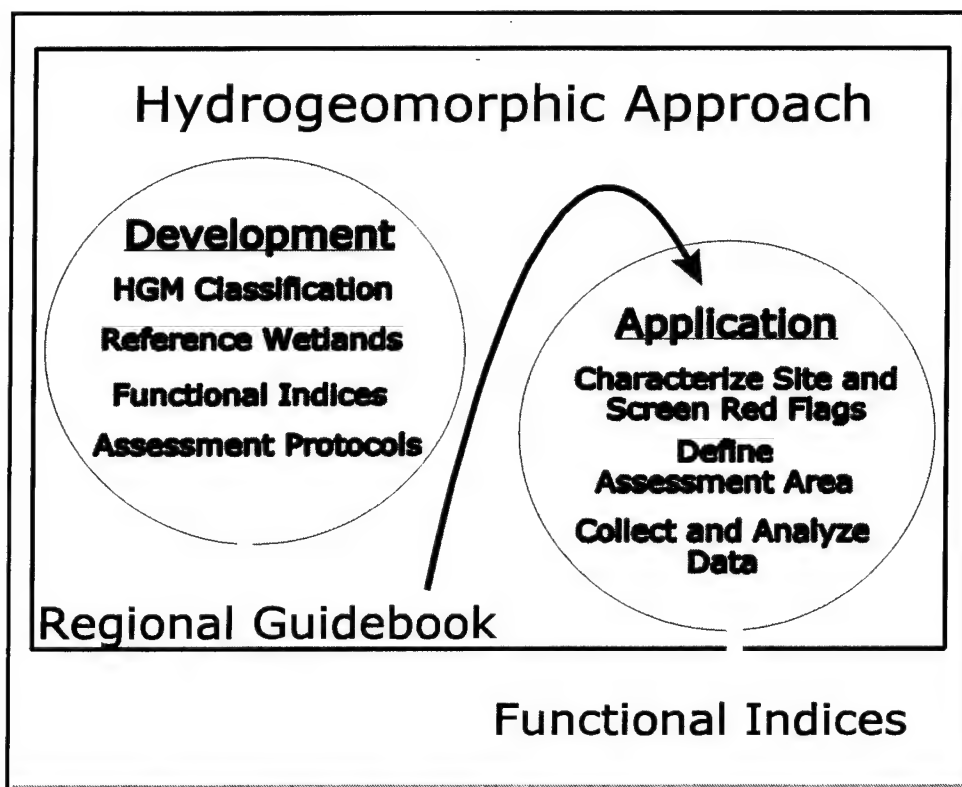 Hydrogeomorphic Approach
Development
HGM Classification
Reference Wetlands
Functional Indices
Assessment Protocols
Regional Guidebook
Application
Characterize Site and
Screen Red Flags
Define
Assessment Area
Collect and Analyze
Data
Functional Indices